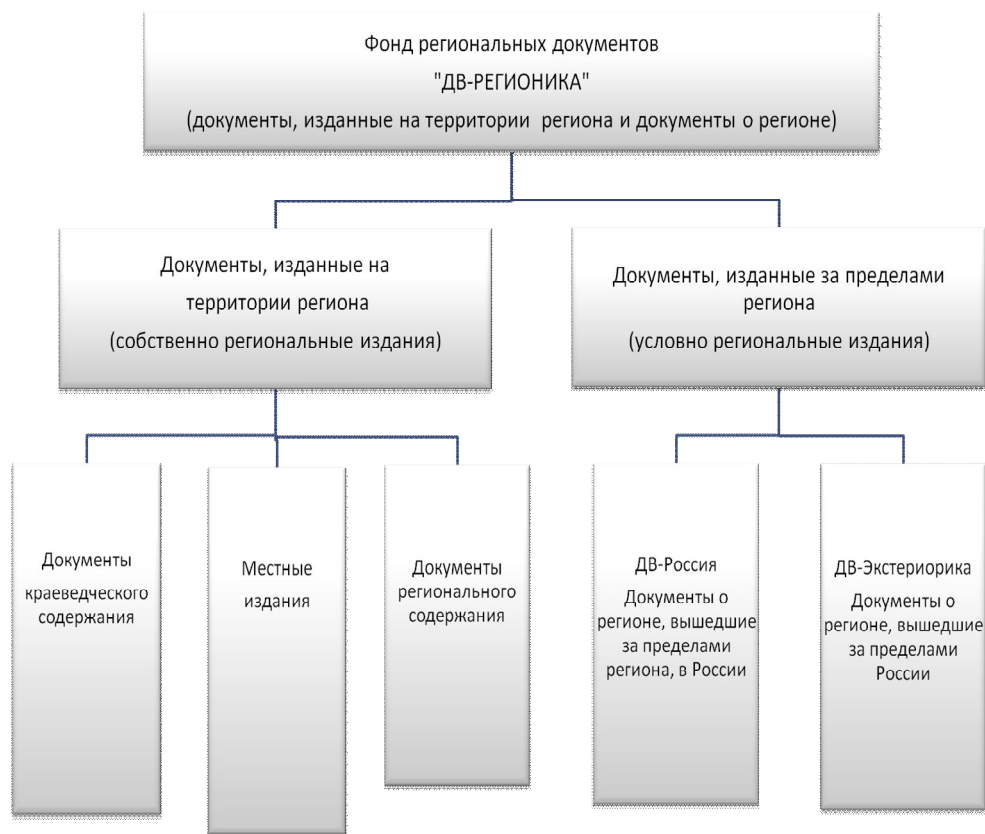 Фонд региональных документов
"ДВ-РЕГИОНИКА"
(документы, изданные на территории региона и документы о регионе)
Документы, изданные на
территории региона
(собственно региональные издания)
Документы, изданные за пределами
региона
(условно региональные издания)
Документы
краеведческого
содержания
Местные
издания
Документы
регионального
содержания
ДВ-Россия
Документы о
регионе, вышедшие
за пределами
региона, в России
ДВ-Экстериорика
Документы о
регионе, вышедшие
за пределами
России